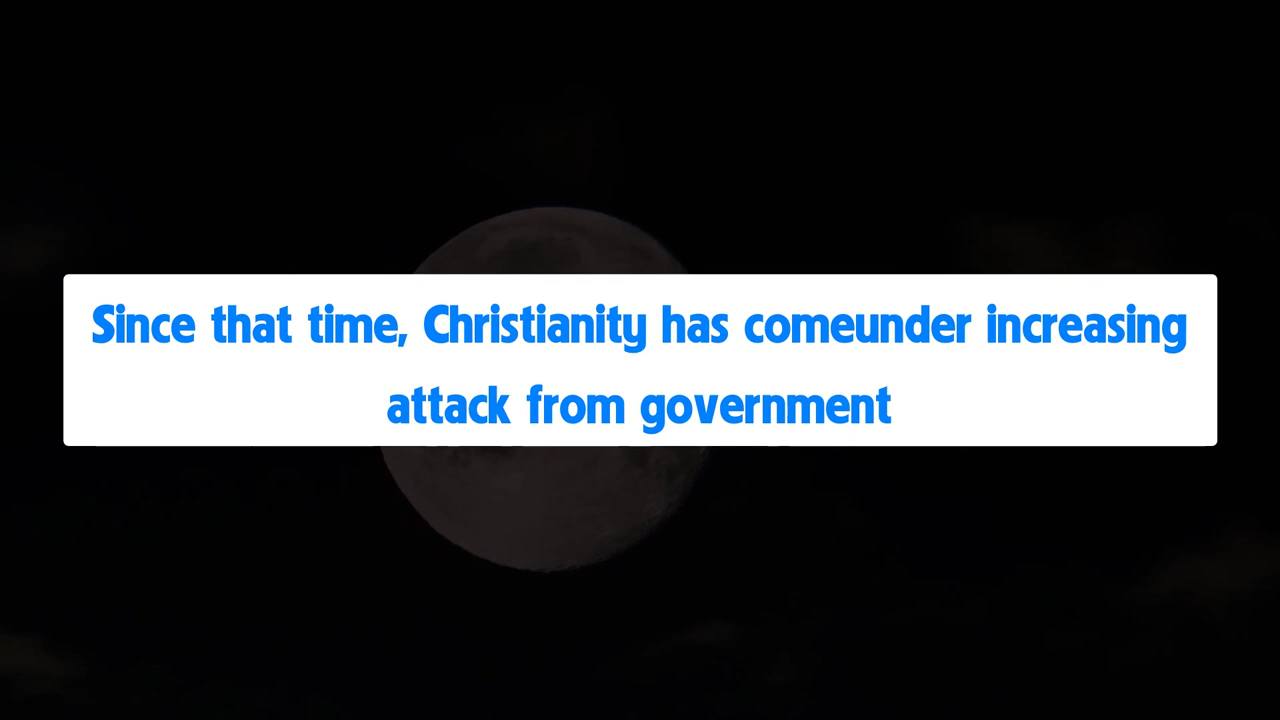 Since that time, Christianity has comeunder increasing
attack from government